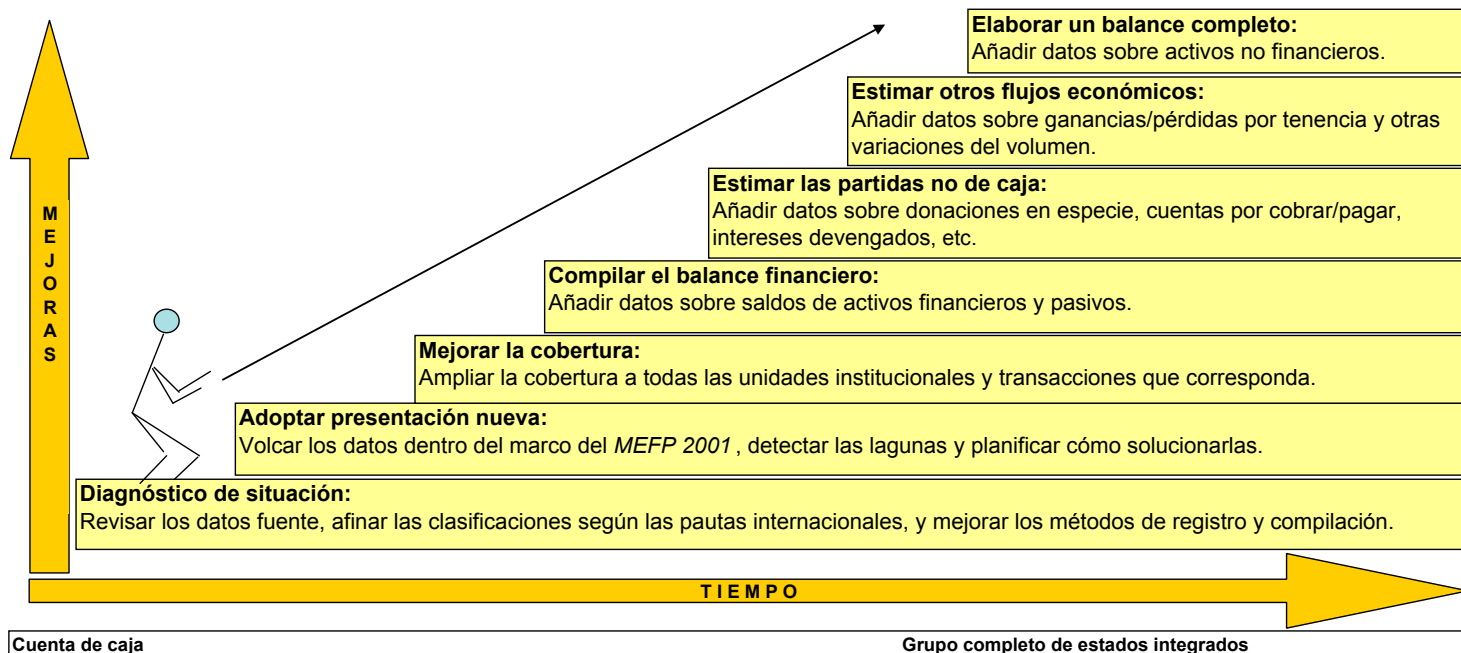 Elaborar un balance completo:
Añadir datos sobre activos no financieros.
Estimar otros flujos económicos:
Añadir datos sobre ganancias/pérdidas por tenencia y otras
variaciones del volumen.
Estimar las partidas no de caja:
Añadir datos sobre donaciones en especie, cuentas por cobrar/pagar,
intereses devengados, etc.
Compilar el balance financiero:
Añadir datos sobre saldos de activos financieros y pasivos.
Mejorar la cobertura:
Ampliar la cobertura a todas las unidades institucionales y transacciones que corresponda.
Adoptar presentación nueva:
Volcar los datos dentro del marco del MEFP 2001, detectar las lagunas y planificar cómo solucionarlas.
Diagnóstico de situación:
Revisar los datos fuente, afinar las clasificaciones según las pautas internacionales, y mejorar los métodos de registro y compilación.
MEJORAS
TIEMPO
Cuenta de caja
Grupo completo de estados integrados